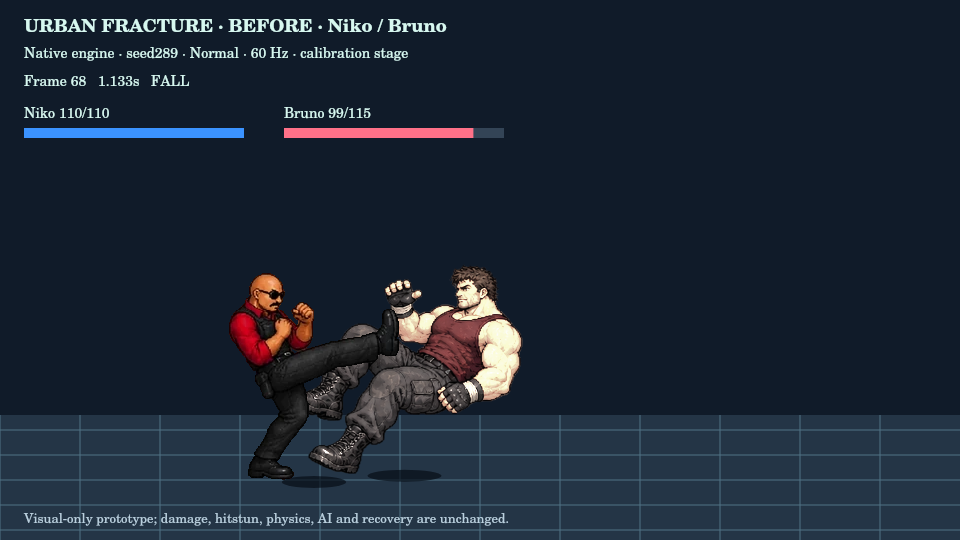 URBAN FRACTURE · BEFORE · Niko / Bruno
Native engine · seed289 · Normal · 60 Hz · calibration stage
Frame 68   1.133s   FALL
Niko 110/110
Bruno 99/115
Visual-only prototype; damage, hitstun, physics, AI and recovery are unchanged.